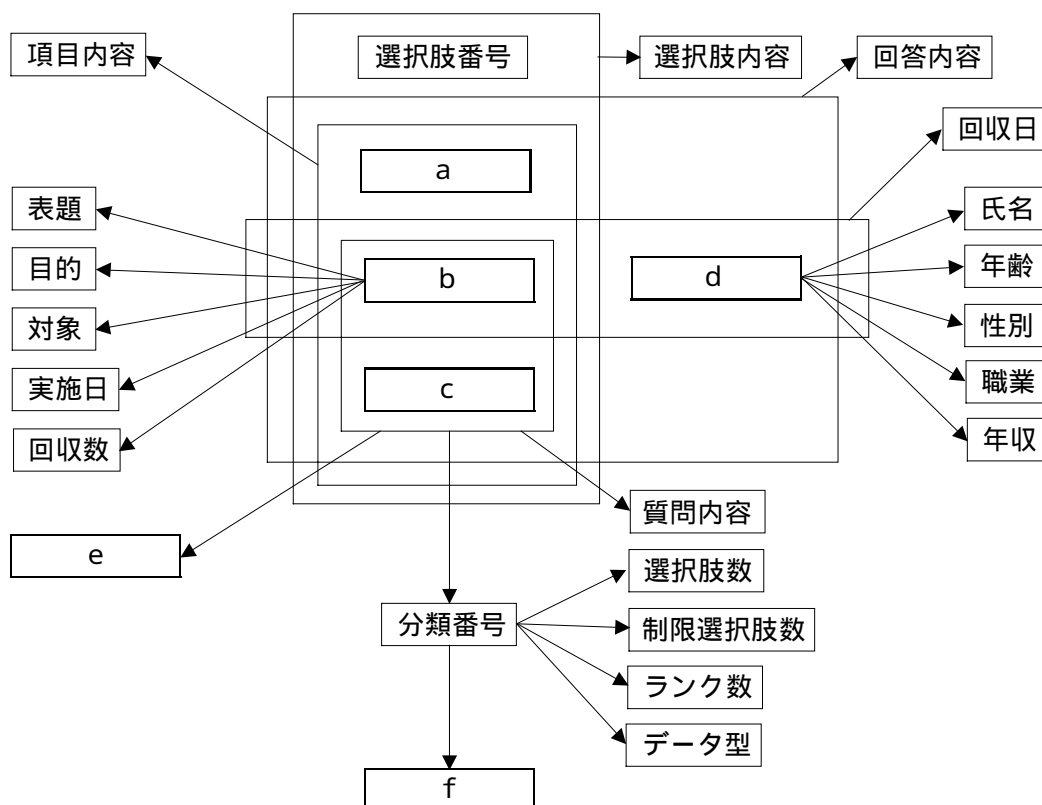 項目内容
選択肢番号
選択肢内容
回答内容
回収日
a
表題
氏名
目的
b
d
年齢
対象
性別
実施日
c
職業
回収数
年収
質問内容
e
選択肢数
分類番号
制限選択肢数
ランク数
データ型
f